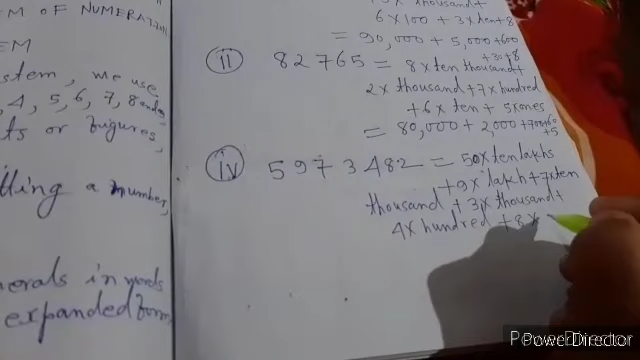 M OF NUMERATION
EM
stem, we use
, 4, 5, 6, 7, 8 and
ts or figures,
lling a number,
nerals in words
expanded form
thousand +
6 x 100 + 3 x ten + 8
= 90,000 + 5,000 + 600
+ 30 + 8
(ii) 82765 = 8 x ten thousand +
2 x thousand + 7 x hundred
+ 6 x ten + 5 x ones
= 80,000 + 2,000 + 700 + 60
+ 5
(iv) 5973482 = 50 x ten lakhs
+ 9 x lakh + 7 x ten
thousand + 3 x thousand +
4 x hundred + 8 x
PowerDirector